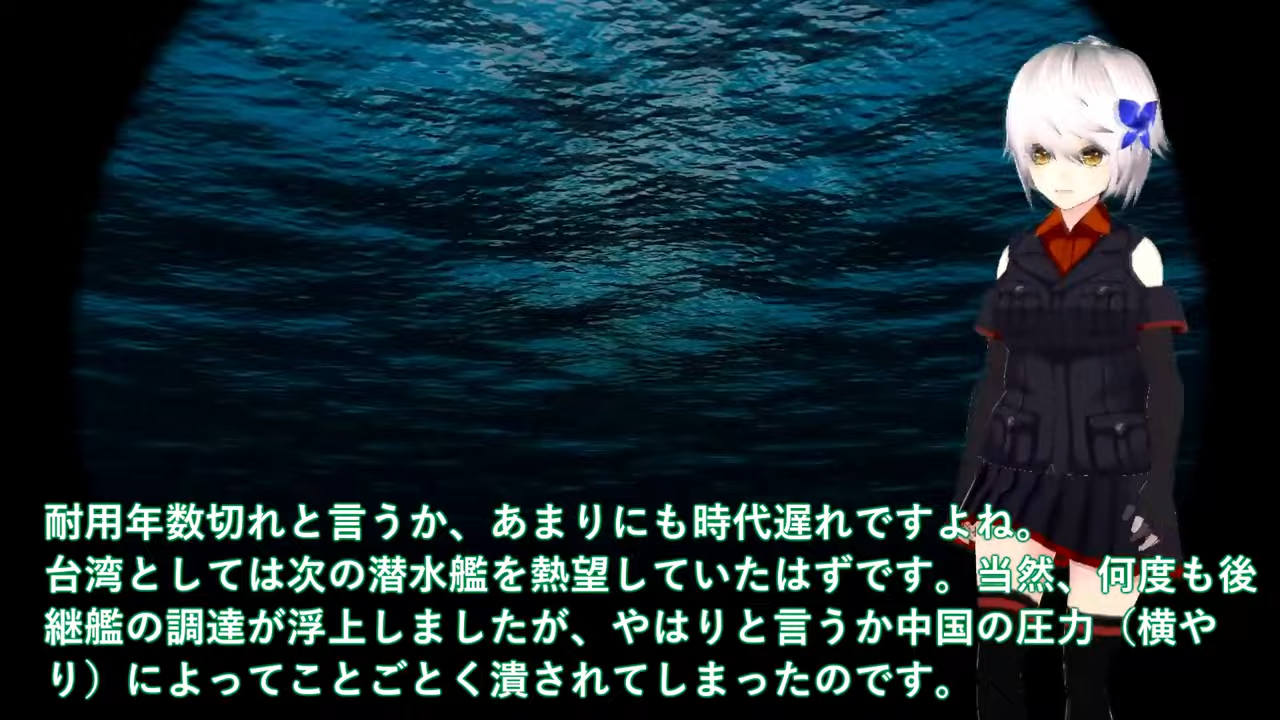 耐用年数切れと言うか、あまりにも時代遅れですよね。
台湾としては次の潜水艦を熱望していたはずです。当然、何度も後
継艦の調達が浮上しましたが、やはりと言うか中国の圧力（横や
り）によってことごとく潰されてしまったのです。